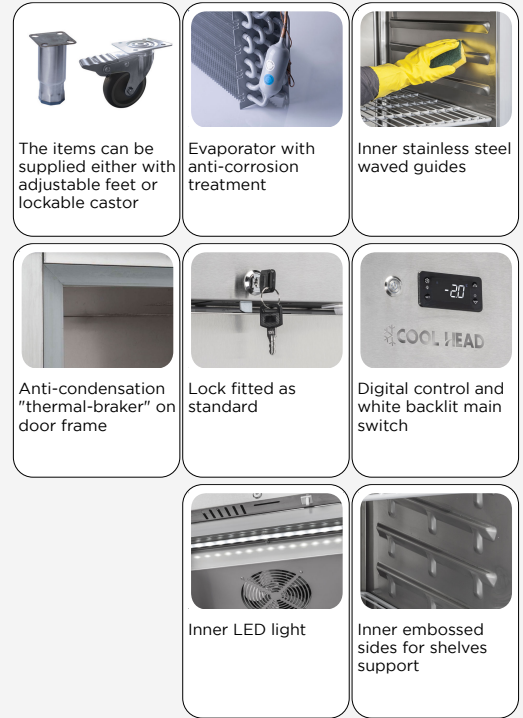 The items can be
supplied either with
adjustable feet or
lockable castor
Evaporator with
anti-corrosion
treatment
Inner stainless steel
waved guides
Anti-condensation
"thermal-braker" on
door frame
Lock fitted as
standard
-2.0
COOL HEAD
Digital control and
white backlit main
switch
Inner LED light
Inner embossed
sides for shelves
support